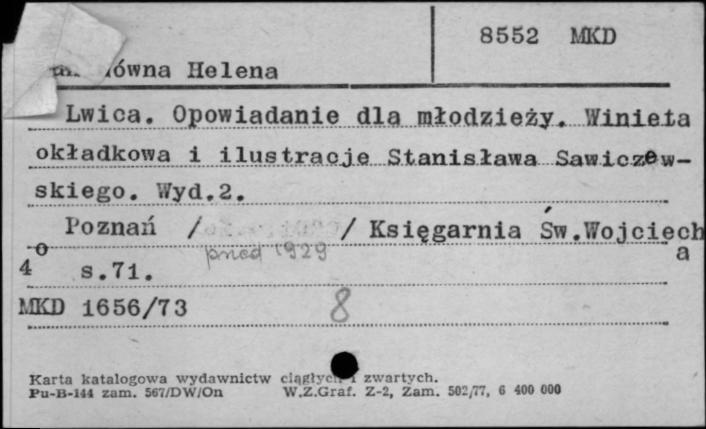 8552 MKD
ówna Helena
Lwica. Opowiadanie dla młodzieży. Winieta
okładkowa i ilustracje Stanisława Sawiczew-
skiego. Wyd.2.
Poznań / / Księgarnia Św.Wojciech
a
przed 1929
4° s.71.
MKD 1656/73
8
Karta katalogowa wydawnictw ciągłych i zwartych.
Pu-B-144 zam. 567/DW/On W.Z.Graf. Z-2, Zam. 502/77, 6 400 000